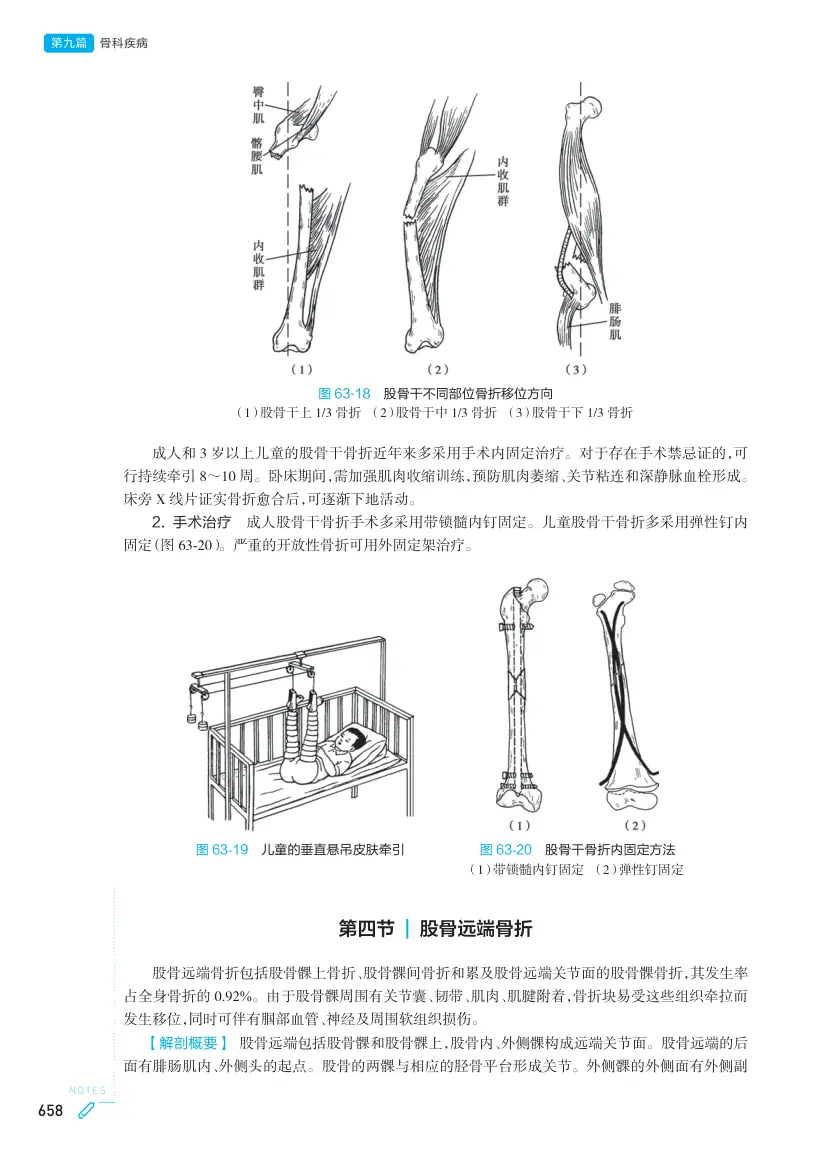 第九篇 骨科疾病
臀中肌
髂腰肌
内收肌群
内收肌群
腓肠肌
（1） （2） （3）
图 63-18 股骨干不同部位骨折移位方向
（1）股骨干上 1/3 骨折 （2）股骨干中 1/3 骨折 （3）股骨干下 1/3 骨折
成人和 3 岁以上儿童的股骨干骨折近年来多采用手术内固定治疗。对于存在手术禁忌证的，可
行持续牵引 8～10 周。卧床期间，需加强肌肉收缩训练，预防肌肉萎缩、关节粘连和深静脉血栓形成。
床旁 X 线片证实骨折愈合后，可逐渐下地活动。
2. 手术治疗 成人股骨干骨折手术多采用带锁髓内钉固定。儿童股骨干骨折多采用弹性钉内
固定（图 63-20）。严重的开放性骨折可用外固定架治疗。
（1） （2）
图 63-19 儿童的垂直悬吊皮肤牵引
图 63-20 股骨干骨折内固定方法
（1）带锁髓内钉固定 （2）弹性钉固定
第四节 | 股骨远端骨折
股骨远端骨折包括股骨髁上骨折、股骨髁间骨折和累及股骨远端关节面的股骨髁骨折，其发生率
占全身骨折的 0.92%。由于股骨髁周围有关节囊、韧带、肌肉、肌腱附着，骨折块易受这些组织牵拉而
发生移位，同时可伴有腘部血管、神经及周围软组织损伤。
【解剖概要】 股骨远端包括股骨髁和股骨髁上，股骨内、外侧髁构成远端关节面。股骨远端的后
面有腓肠肌内、外侧头的起点。股骨的两髁与相应的胫骨平台形成关节。外侧髁的外侧面有外侧副
NOTES
658